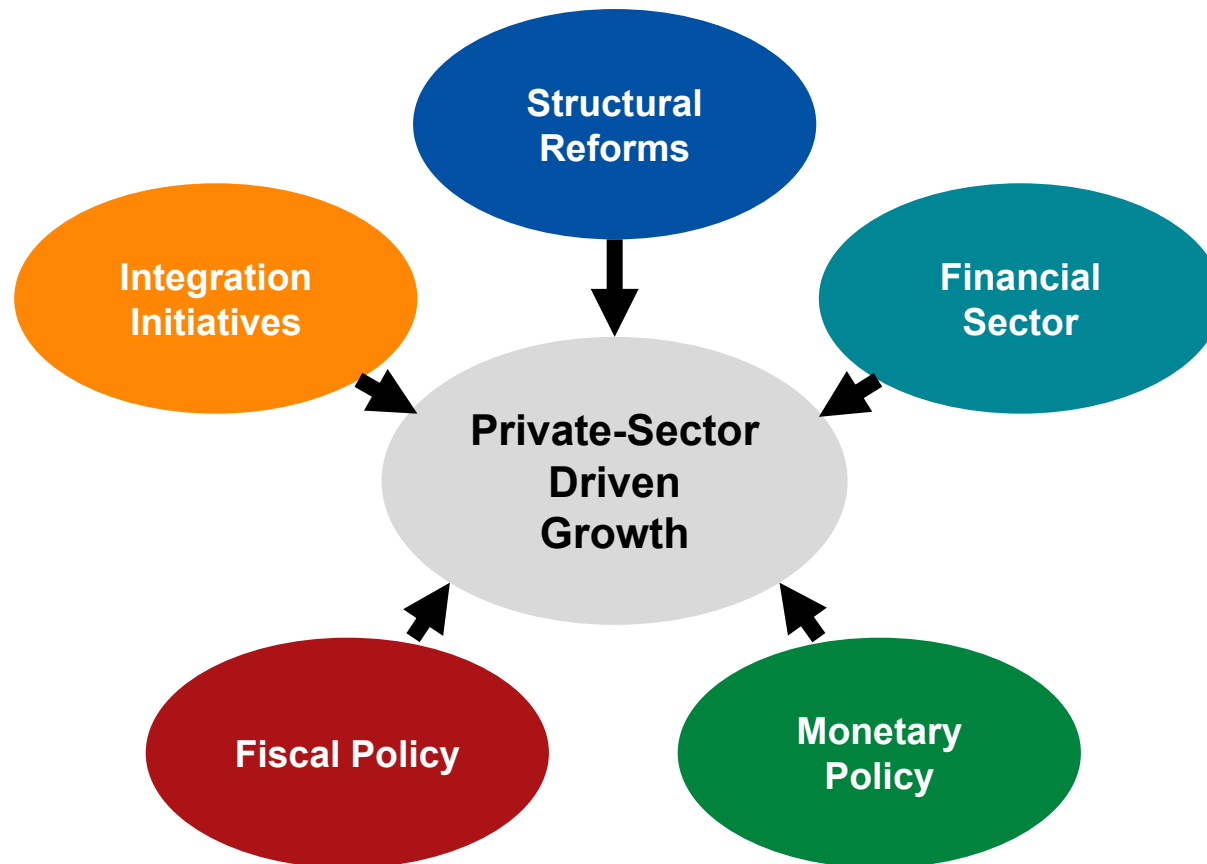 Structural
Reforms
Integration
Initiatives
Financial
Sector
Private-Sector
Driven
Growth
Fiscal Policy
Monetary
Policy